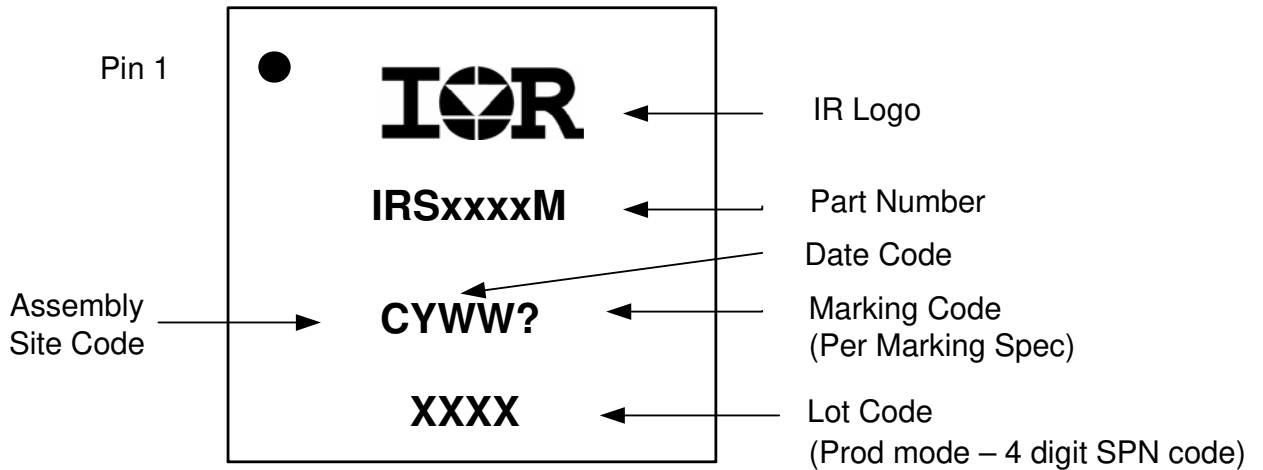 Pin 1
IOR
IR Logo
IRSxxxxM
Part Number
Date Code
Assembly
Site Code
CYWW?
Marking Code
(Per Marking Spec)
XXXX
Lot Code
(Prod mode – 4 digit SPN code)